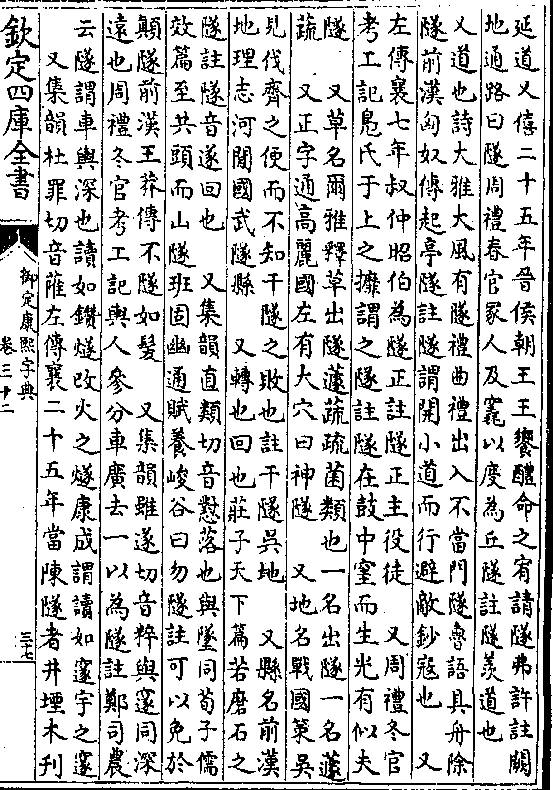 延道又僖二十五年晉侯朝王王饗醴命之宥請隧弗許註闕
地通路曰隧周禮春官冢人及竁以度為丘隧註隧羨道也
又道也詩大雅大風有隧禮曲禮出入不當門隧魯語具舟除
隧前漢匈奴傳起亭隧註隧謂開小道而行避敵鈔寇也　又
左傳襄七年叔仲昭伯為隧正註隧正主役徒　又周禮冬官
考工記鳧氏于上之攠謂之隧註隧在鼓中窐而生光有似夫
隧　又草名爾雅釋草出隧蘧蔬疏菌類也一名出隧一名蘧
蔬　又正字通高麗國左有大穴曰神隧　又地名戰國策吳
見伐齊之便而不知干隧之敗也註干隧吳地　又縣名前漢
地理志河閒國武隧縣　又轉也回也莊子天下篇若磨石之
隧註隧音遂回也　又集韻直類切音懟落也與墜同荀子儒
效篇至共頭而山隧班固幽通賦養峻谷曰勿隧註可以免於
顛隧前漢王莽傳不隧如髮　又集韻雖遂切音粹與邃同深
遠也周禮冬官考工記輿人參分車廣去一以為隧註鄭司農
云隧謂車輿深也讀如鑽燧改火之燧康成謂讀如邃宇之邃
又集韻杜罪切音䧫左傳襄二十五年當陳隧者井堙木刊
欽定四庫全書
御定康熙字典
卷三十二
三十七